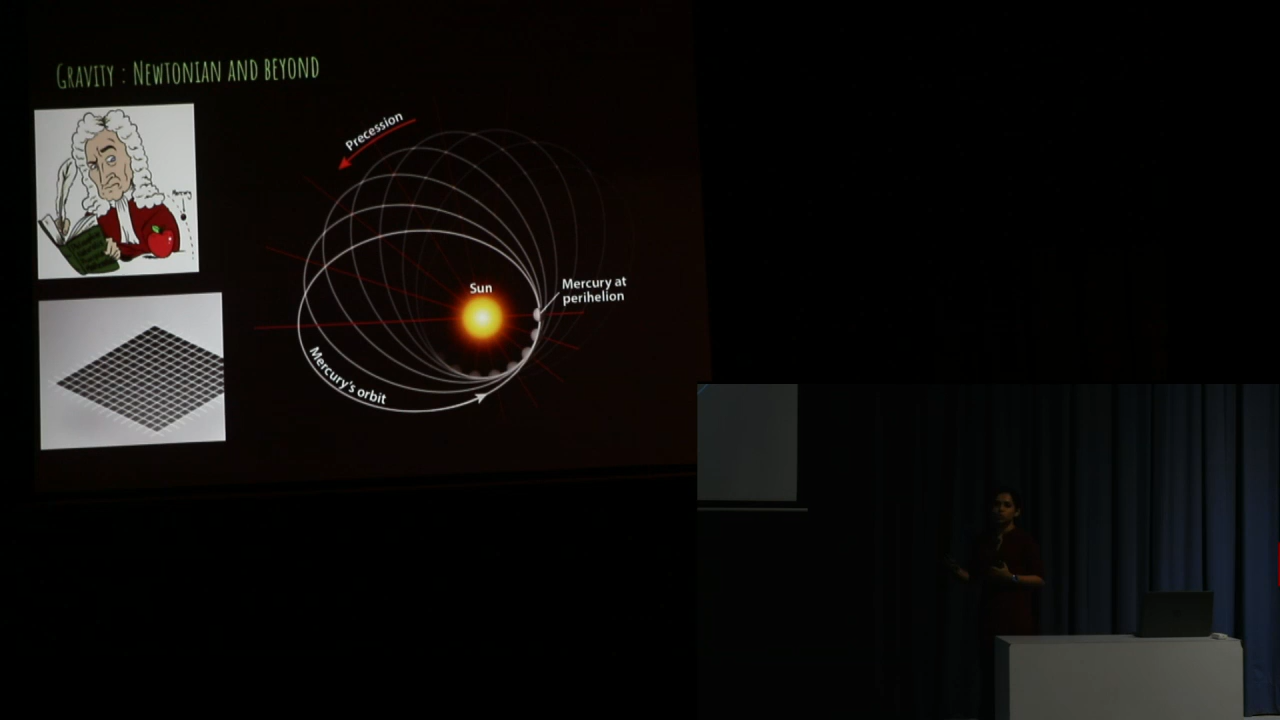 GRAVITY : NEWTONIAN AND BEYOND
Precession
Mercury
Sun
Mercury at
perihelion
Mercury's orbit